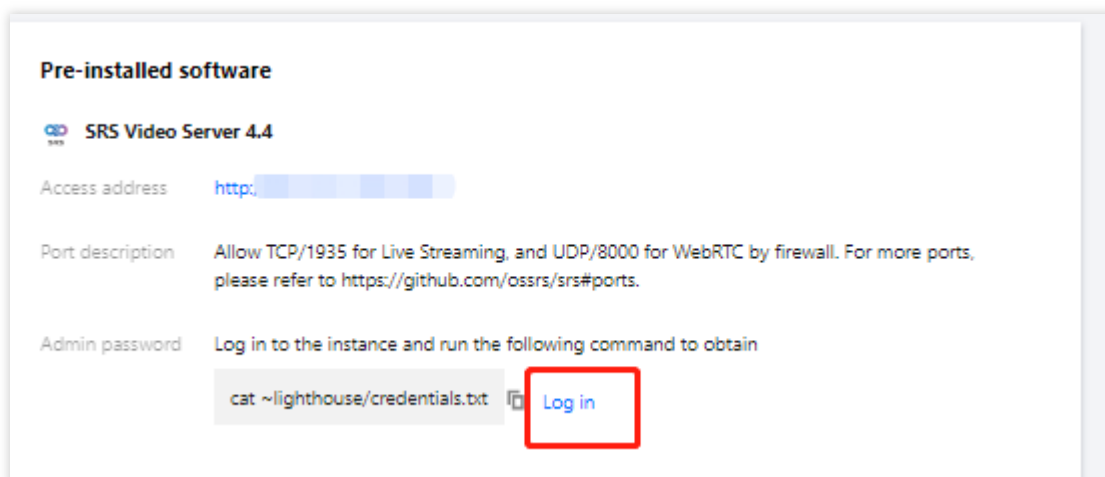 Pre-installed software
SRS
SRS Video Server 4.4
Access address http:
Port description Allow TCP/1935 for Live Streaming, and UDP/8000 for WebRTC by firewall. For more ports,
please refer to https://github.com/ossrs/srs#ports.
Admin password Log in to the instance and run the following command to obtain
cat ~lighthouse/credentials.txt Log in